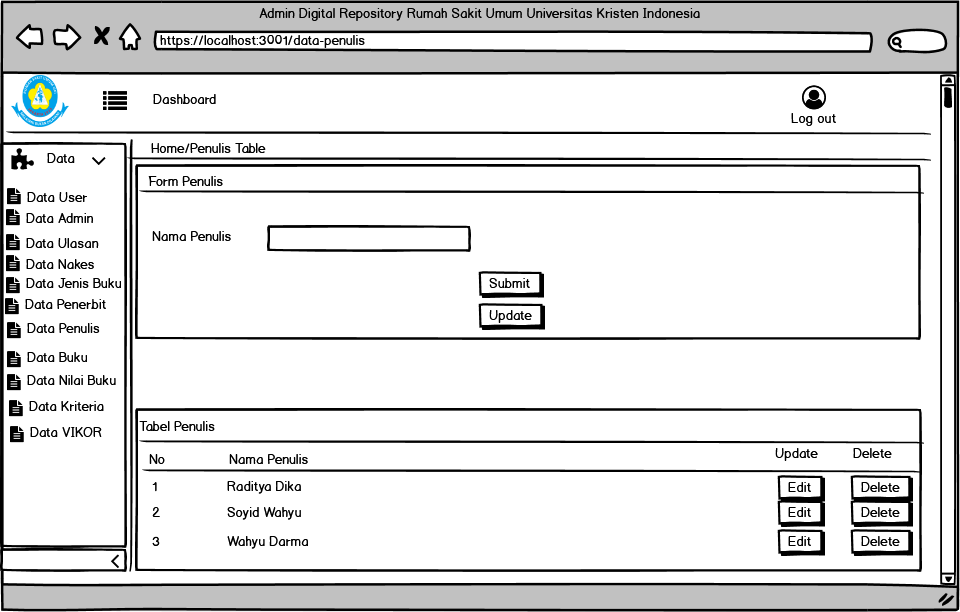 Admin Digital Repository Rumah Sakit Umum Universitas Kristen Indonesia
https://localhost:3001/data-penulis
Dashboard
Log out
Data
Data User
Data Admin
Data Ulasan
Data Nakes
Data Jenis Buku
Data Penerbit
Data Penulis
Data Buku
Data Nilai Buku
Data Kriteria
Data VIKOR
Home/Penulis Table
Form Penulis
Nama Penulis
Submit
Update
Tabel Penulis
No Nama Penulis Update Delete
1 Raditya Dika Edit Delete
2 Soyid Wahyu Edit Delete
3 Wahyu Darma Edit Delete